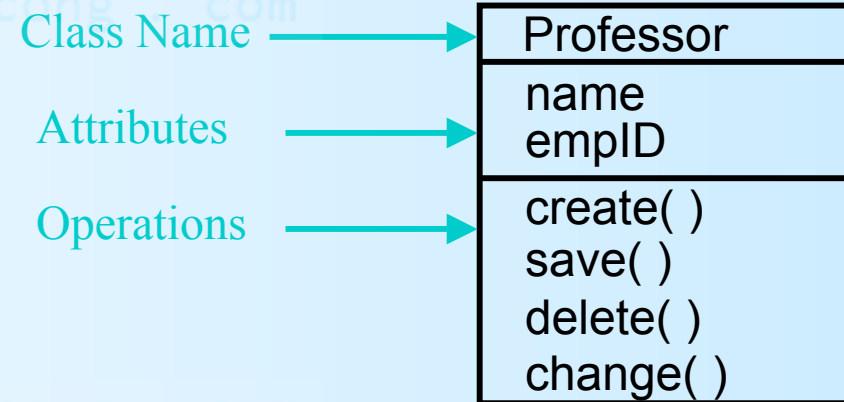 Class Name
Professor
Attributes
name
empID
Operations
create( )
save( )
delete( )
change( )